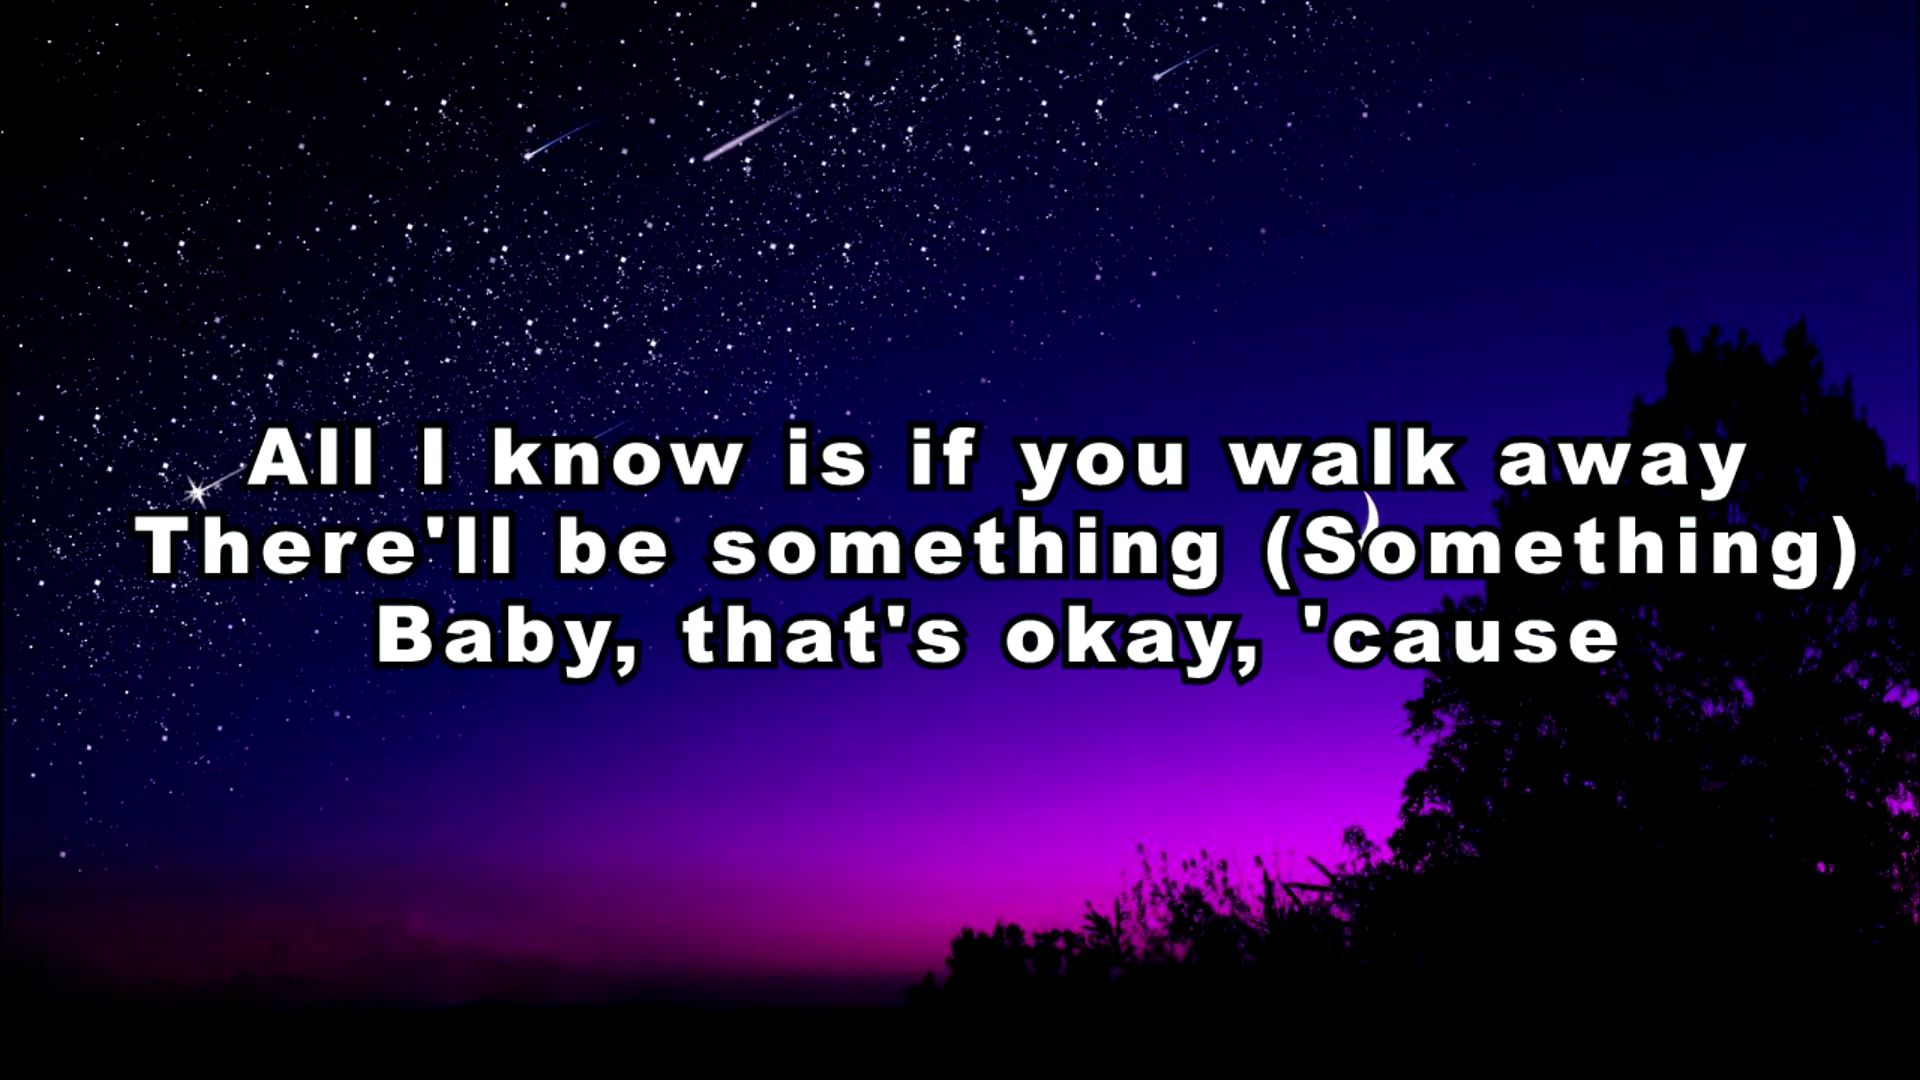 All I know is if you walk away
There'll be something (Something)
Baby, that's okay, 'cause